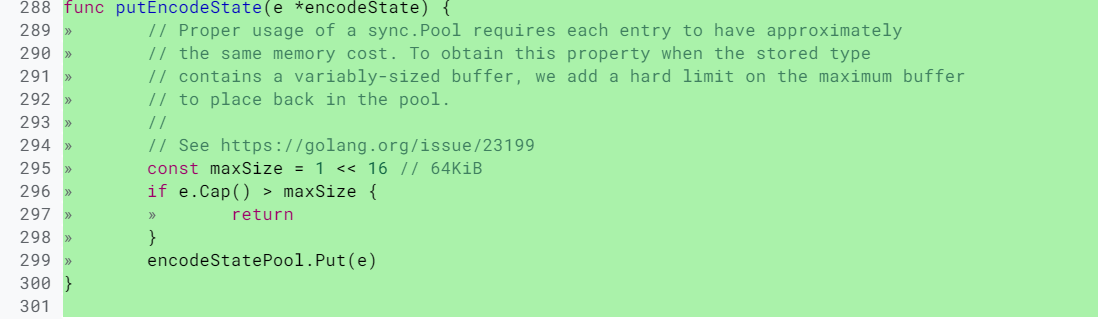 288 func putEncodeState(e *encodeState) {
289 » // Proper usage of a sync.Pool requires each entry to have approximately
290 » // the same memory cost. To obtain this property when the stored type
291 » // contains a variably-sized buffer, we add a hard limit on the maximum buffer
292 » // to place back in the pool.
293 » //
294 » // See https://golang.org/issue/23199
295 » const maxSize = 1 << 16 // 64KiB
296 » if e.Cap() > maxSize {
297 » » return
298 » }
299 » encodeStatePool.Put(e)
300 }
301